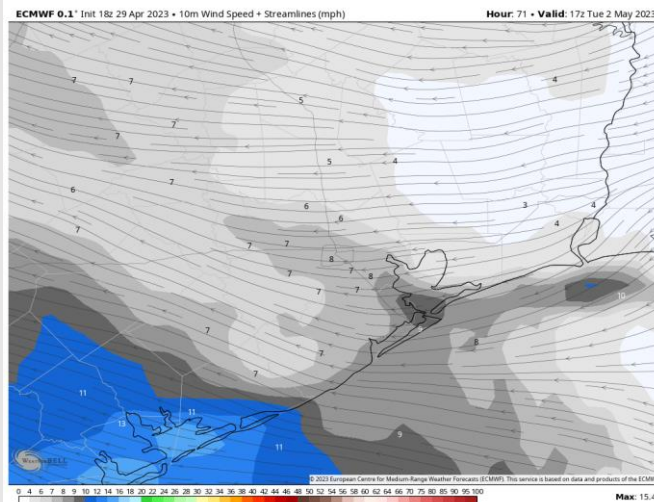 ECMWF 0.1° Init 18z 29 Apr 2023 • 10m Wind Speed + Streamlines (mph) Hour: 71 • Valid: 17z Tue 2 May 2023
7 7 4
5
7 7
5 4
7
6
6 3 4
6 4
7
7 7
8
7 7 8
7 7 10
7
8
7
7
11
11
13
11 9
WeatherBELL
© 2023 European Centre for Medium-Range Weather Forecasts (ECMWF). This service is based on data and products of the ECM
0 4 6 7 8 9 10 12 13 15 16 18 20 22 24 26 28 30 32 34 36 38 40 42 44 46 48 50 52 54 56 58 60 62 64 66 70 75 80 85 90 95 100
Max: 15.